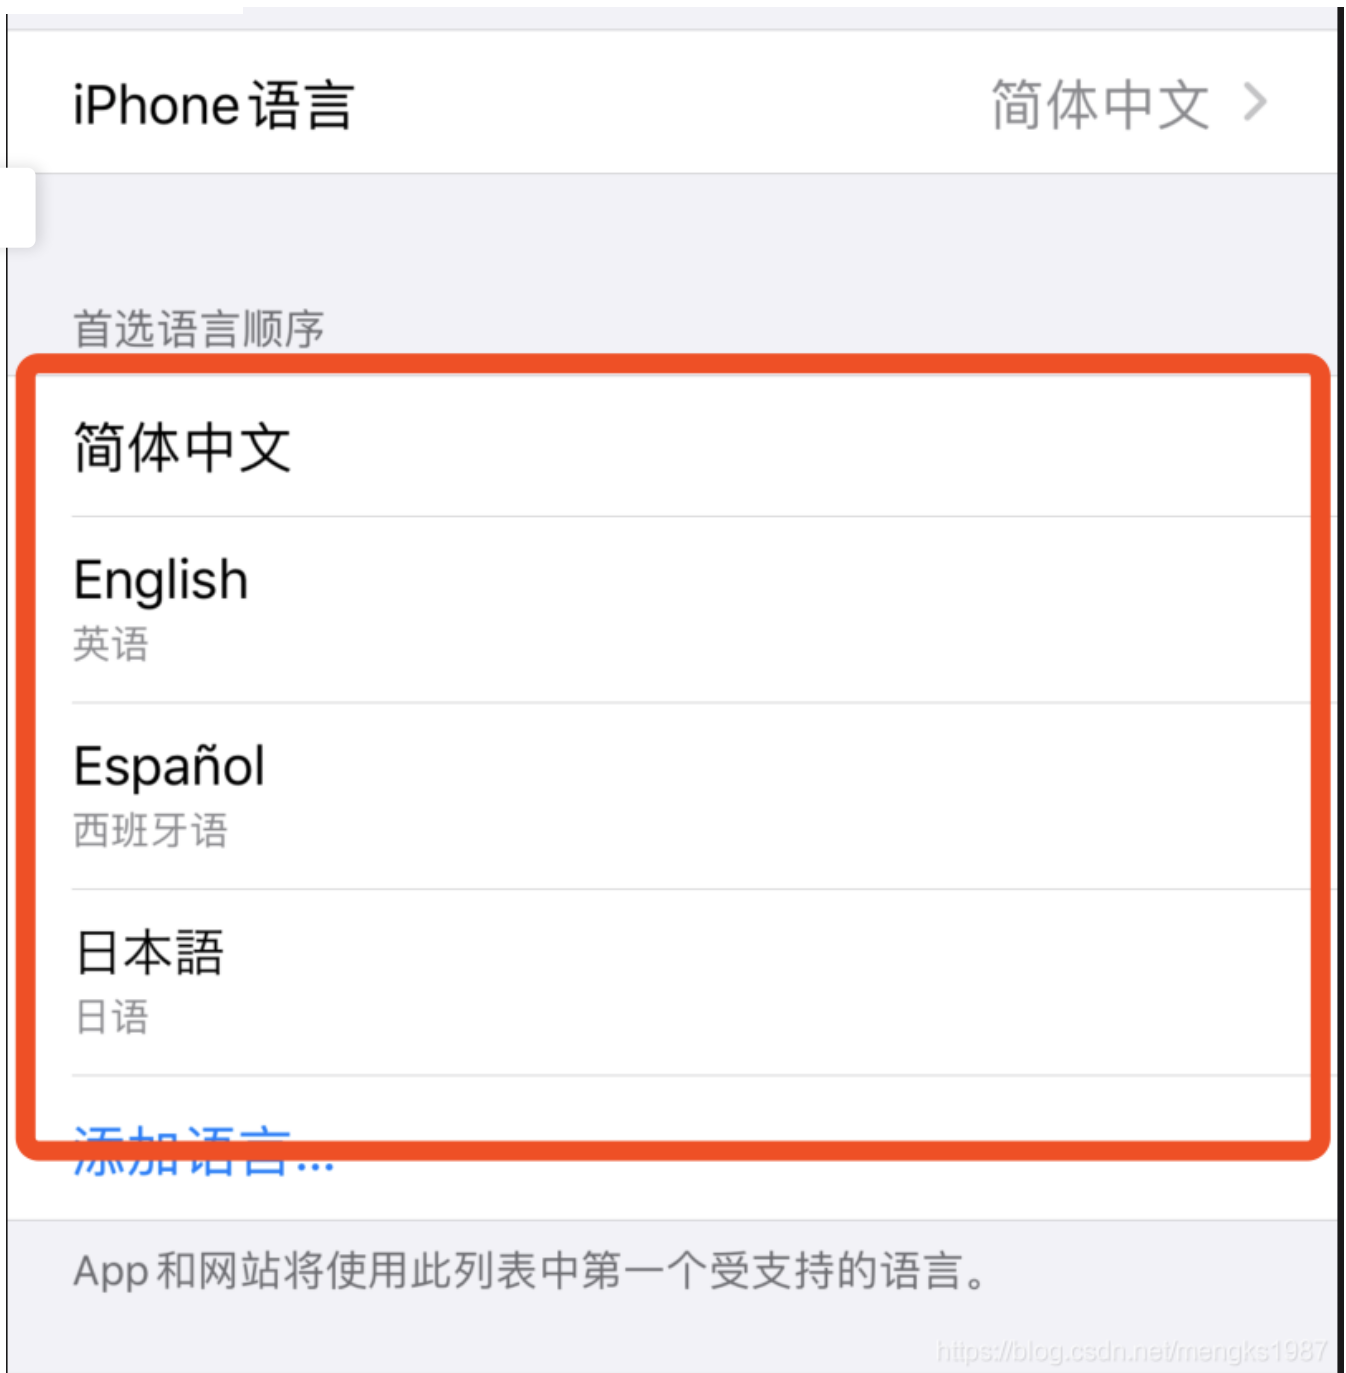 iPhone语言 简体中文
首选语言顺序
简体中文
English
英语
Español
西班牙语
日本語
日语
添加语言...
App和网站将使用此列表中第一个受支持的语言。
https://blog.csdn.net/mengks1987